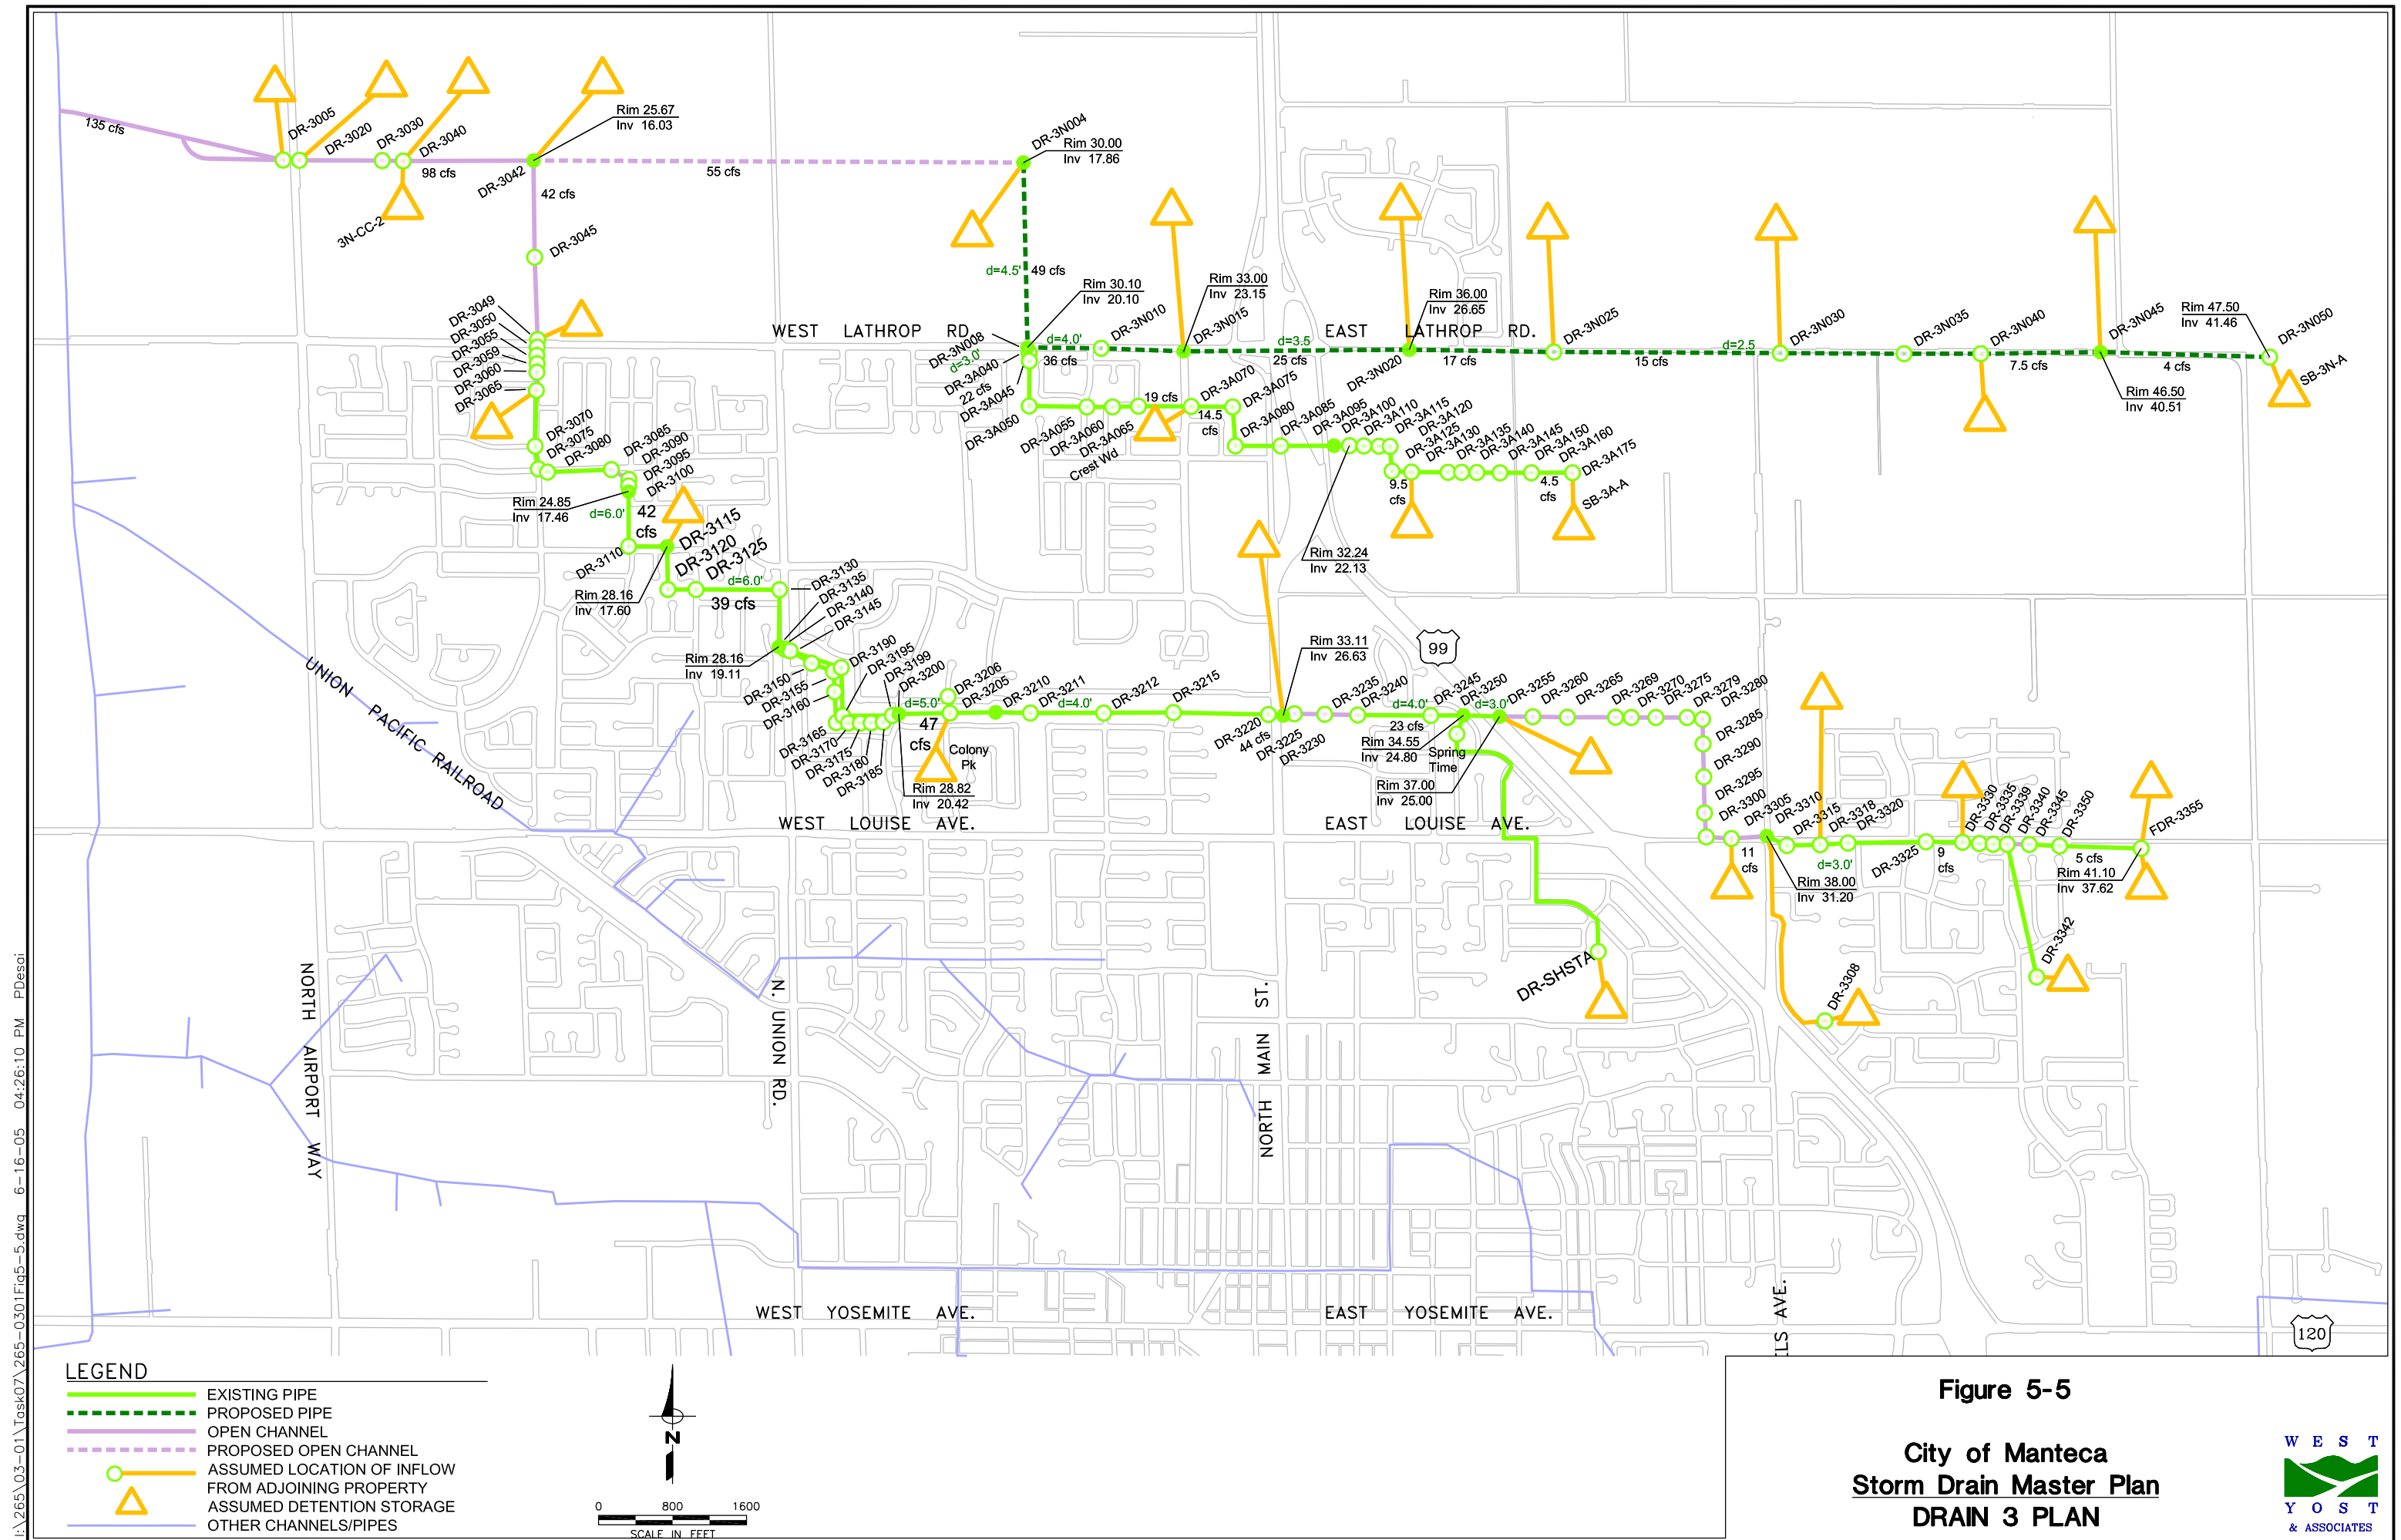 135 cfs
DR-3005
DR-3020
DR-3030
DR-3040
98 cfs
3N-CC-2
DR-3042
Rim 25.67
Inv 16.03
42 cfs
55 cfs
DR-3N004
Rim 30.00
Inv 17.86
DR-3045
d=4.5'
49 cfs
DR-3049
DR-3050
DR-3055
DR-3059
DR-3060
DR-3065
Rim 30.10
Inv 20.10
Rim 33.00
Inv 23.15
Rim 36.00
Inv 26.65
Rim 47.50
Inv 41.46
WEST LATHROP RD.
EAST LATHROP RD.
DR-3N008
d=4.0'
DR-3N010
DR-3N015
d=3.5
DR-3N020
DR-3N025
d=2.5
DR-3N030
DR-3N035
DR-3N040
DR-3N045
DR-3N050
d=3.0'
DR-3A040
36 cfs
25 cfs
17 cfs
15 cfs
7.5 cfs
4 cfs
SB-3N-A
Rim 46.50
Inv 40.51
22 cfs
DR-3A045
DR-3A050
DR-3A055
DR-3A060
DR-3A065
Crest Wd
19 cfs
DR-3A070
14.5
cfs
DR-3A075
DR-3A080
DR-3A085
DR-3A095
DR-3A100
DR-3A110
DR-3A115
DR-3A120
DR-3A125
DR-3A130
DR-3A135
DR-3A140
DR-3A145
DR-3A150
DR-3A160
DR-3A175
9.5
cfs
4.5
cfs
SB-3A-A
Rim 32.24
Inv 22.13
DR-3070
DR-3075
DR-3080
DR-3085
DR-3090
DR-3095
DR-3100
Rim 24.85
Inv 17.46
d=6.0'
42
cfs
DR-3110
DR-3115
DR-3120
DR-3125
Rim 28.16
Inv 17.60
d=6.0'
39 cfs
DR-3130
DR-3135
DR-3140
DR-3145
Rim 28.16
Inv 19.11
DR-3150
DR-3155
DR-3160
DR-3165
DR-3170
DR-3175
DR-3180
DR-3185
DR-3190
DR-3195
DR-3199
DR-3200
DR-3206
DR-3205
DR-3210
DR-3211
DR-3212
DR-3215
d=5.0'
47
cfs
d=4.0'
Colony
Pk
Rim 28.82
Inv 20.42
DR-3220
44 cfs
DR-3225
DR-3230
Rim 33.11
Inv 26.63
99
DR-3235
DR-3240
d=4.0'
23 cfs
DR-3245
DR-3250
d=3.0'
DR-3255
DR-3260
DR-3265
DR-3269
DR-3270
DR-3275
DR-3279
DR-3280
DR-3285
DR-3290
DR-3295
DR-3300
DR-3305
DR-3310
DR-3315
DR-3318
DR-3320
DR-3325
DR-3330
DR-3335
DR-3339
DR-3340
DR-3345
DR-3350
FDR-3355
Rim 34.55
Inv 24.80
Spring
Time
Rim 37.00
Inv 25.00
11
cfs
d=3.0'
9
cfs
5 cfs
Rim 38.00
Inv 31.20
Rim 41.10
Inv 37.62
DR-3342
DR-3308
DR-SHSTA
UNION PACIFIC RAILROAD
WEST LOUISE AVE.
EAST LOUISE AVE.
NORTH AIRPORT WAY
N. UNION RD.
NORTH MAIN ST.
WEST YOSEMITE AVE.
EAST YOSEMITE AVE.
LS AVE.
120
I:\265\03-01\Task07\265-0301Fig5-5.dwg 6-16-05 04:26:10 PM PDesai
LEGEND
EXISTING PIPE
PROPOSED PIPE
OPEN CHANNEL
PROPOSED OPEN CHANNEL
ASSUMED LOCATION OF INFLOW
FROM ADJOINING PROPERTY
ASSUMED DETENTION STORAGE
OTHER CHANNELS/PIPES
N
0 800 1600
SCALE IN FEET
Figure 5-5
City of Manteca
Storm Drain Master Plan
DRAIN 3 PLAN
WEST
YOST
& ASSOCIATES